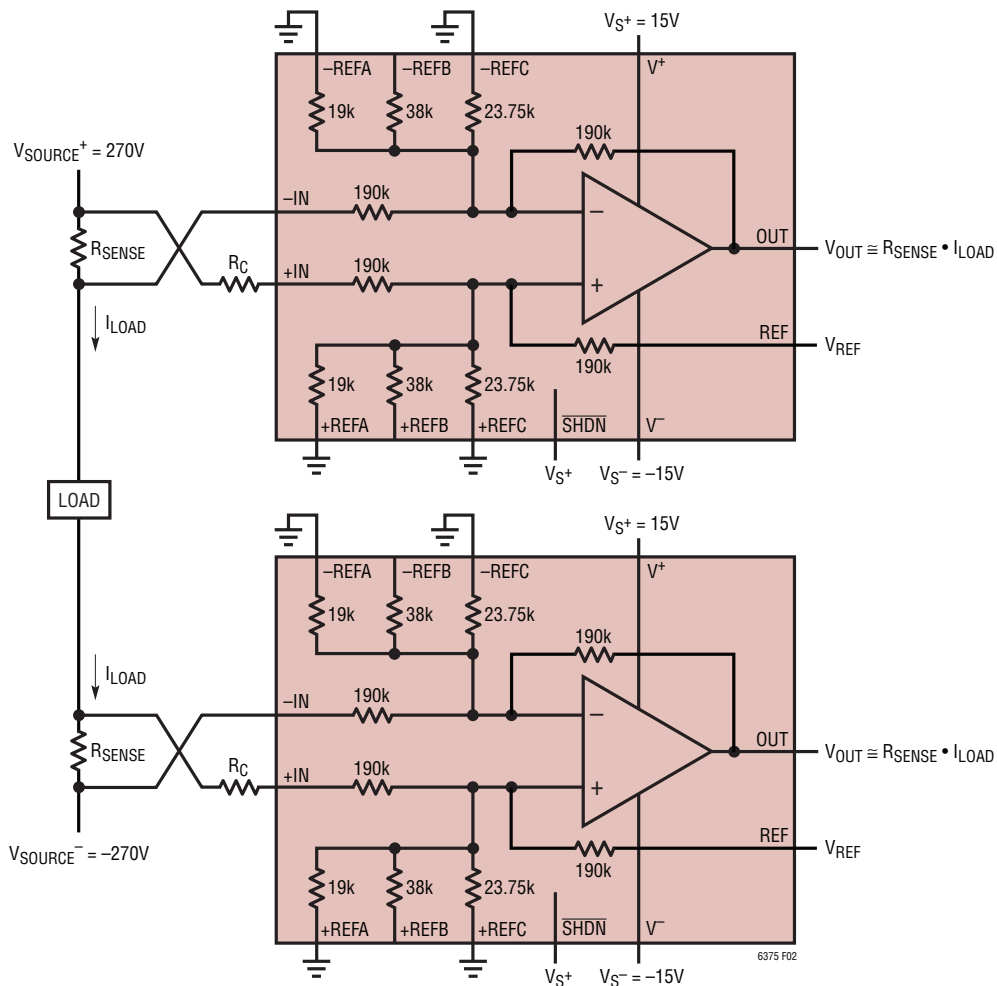 VS+ = 15V
–REFA –REFB –REFC V+
19k 38k 23.75k
190k
VSOURCE+ = 270V
–IN 190k
–
OUT VOUT ≅ RSENSE • ILOAD
RSENSE
RC +IN 190k
+
ILOAD
REF VREF
190k
19k 38k 23.75k
+REFA +REFB +REFC SHDN V–
VS+ VS– = –15V
LOAD
VS+ = 15V
–REFA –REFB –REFC V+
19k 38k 23.75k
190k
ILOAD
–IN 190k
–
OUT VOUT ≅ RSENSE • ILOAD
RSENSE
RC +IN 190k
+
REF VREF
VSOURCE– = –270V
190k
19k 38k 23.75k
+REFA +REFB +REFC SHDN V–
6375 F02
VS+ VS– = –15V